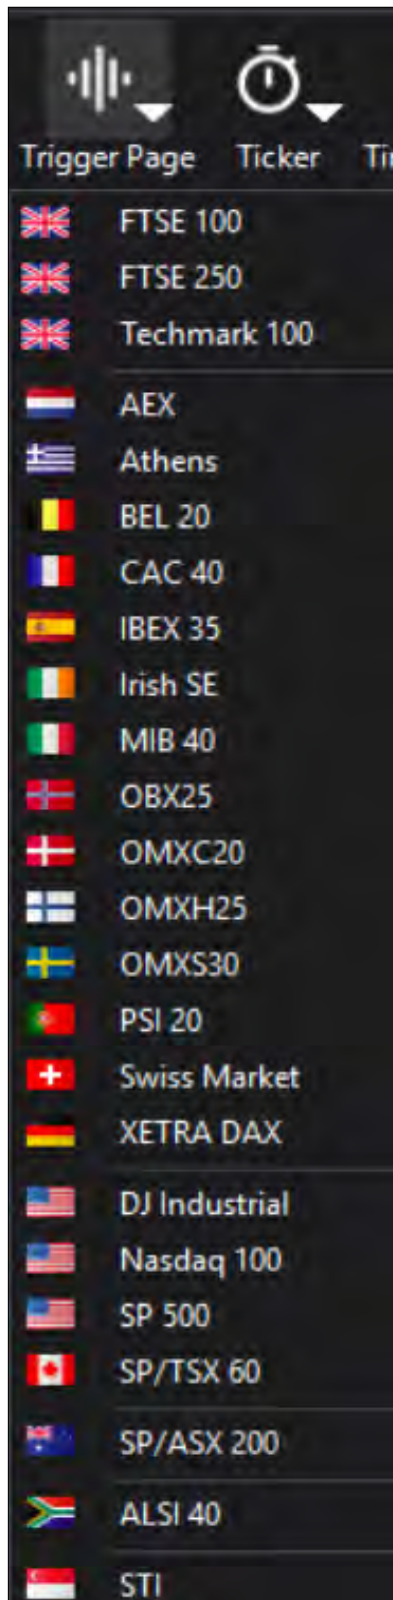 Trigger Page Ticker
FTSE 100
FTSE 250
Techmark 100
AEX
Athens
BEL 20
CAC 40
IBEX 35
Irish SE
MIB 40
OBX25
OMXC20
OMXH25
OMXS30
PSI 20
Swiss Market
XETRA DAX
DJ Industrial
Nasdaq 100
SP 500
SP/TSX 60
SP/ASX 200
ALSI 40
STI